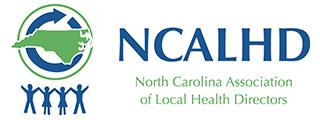 NCALHD
North Carolina Association
of Local Health Directors